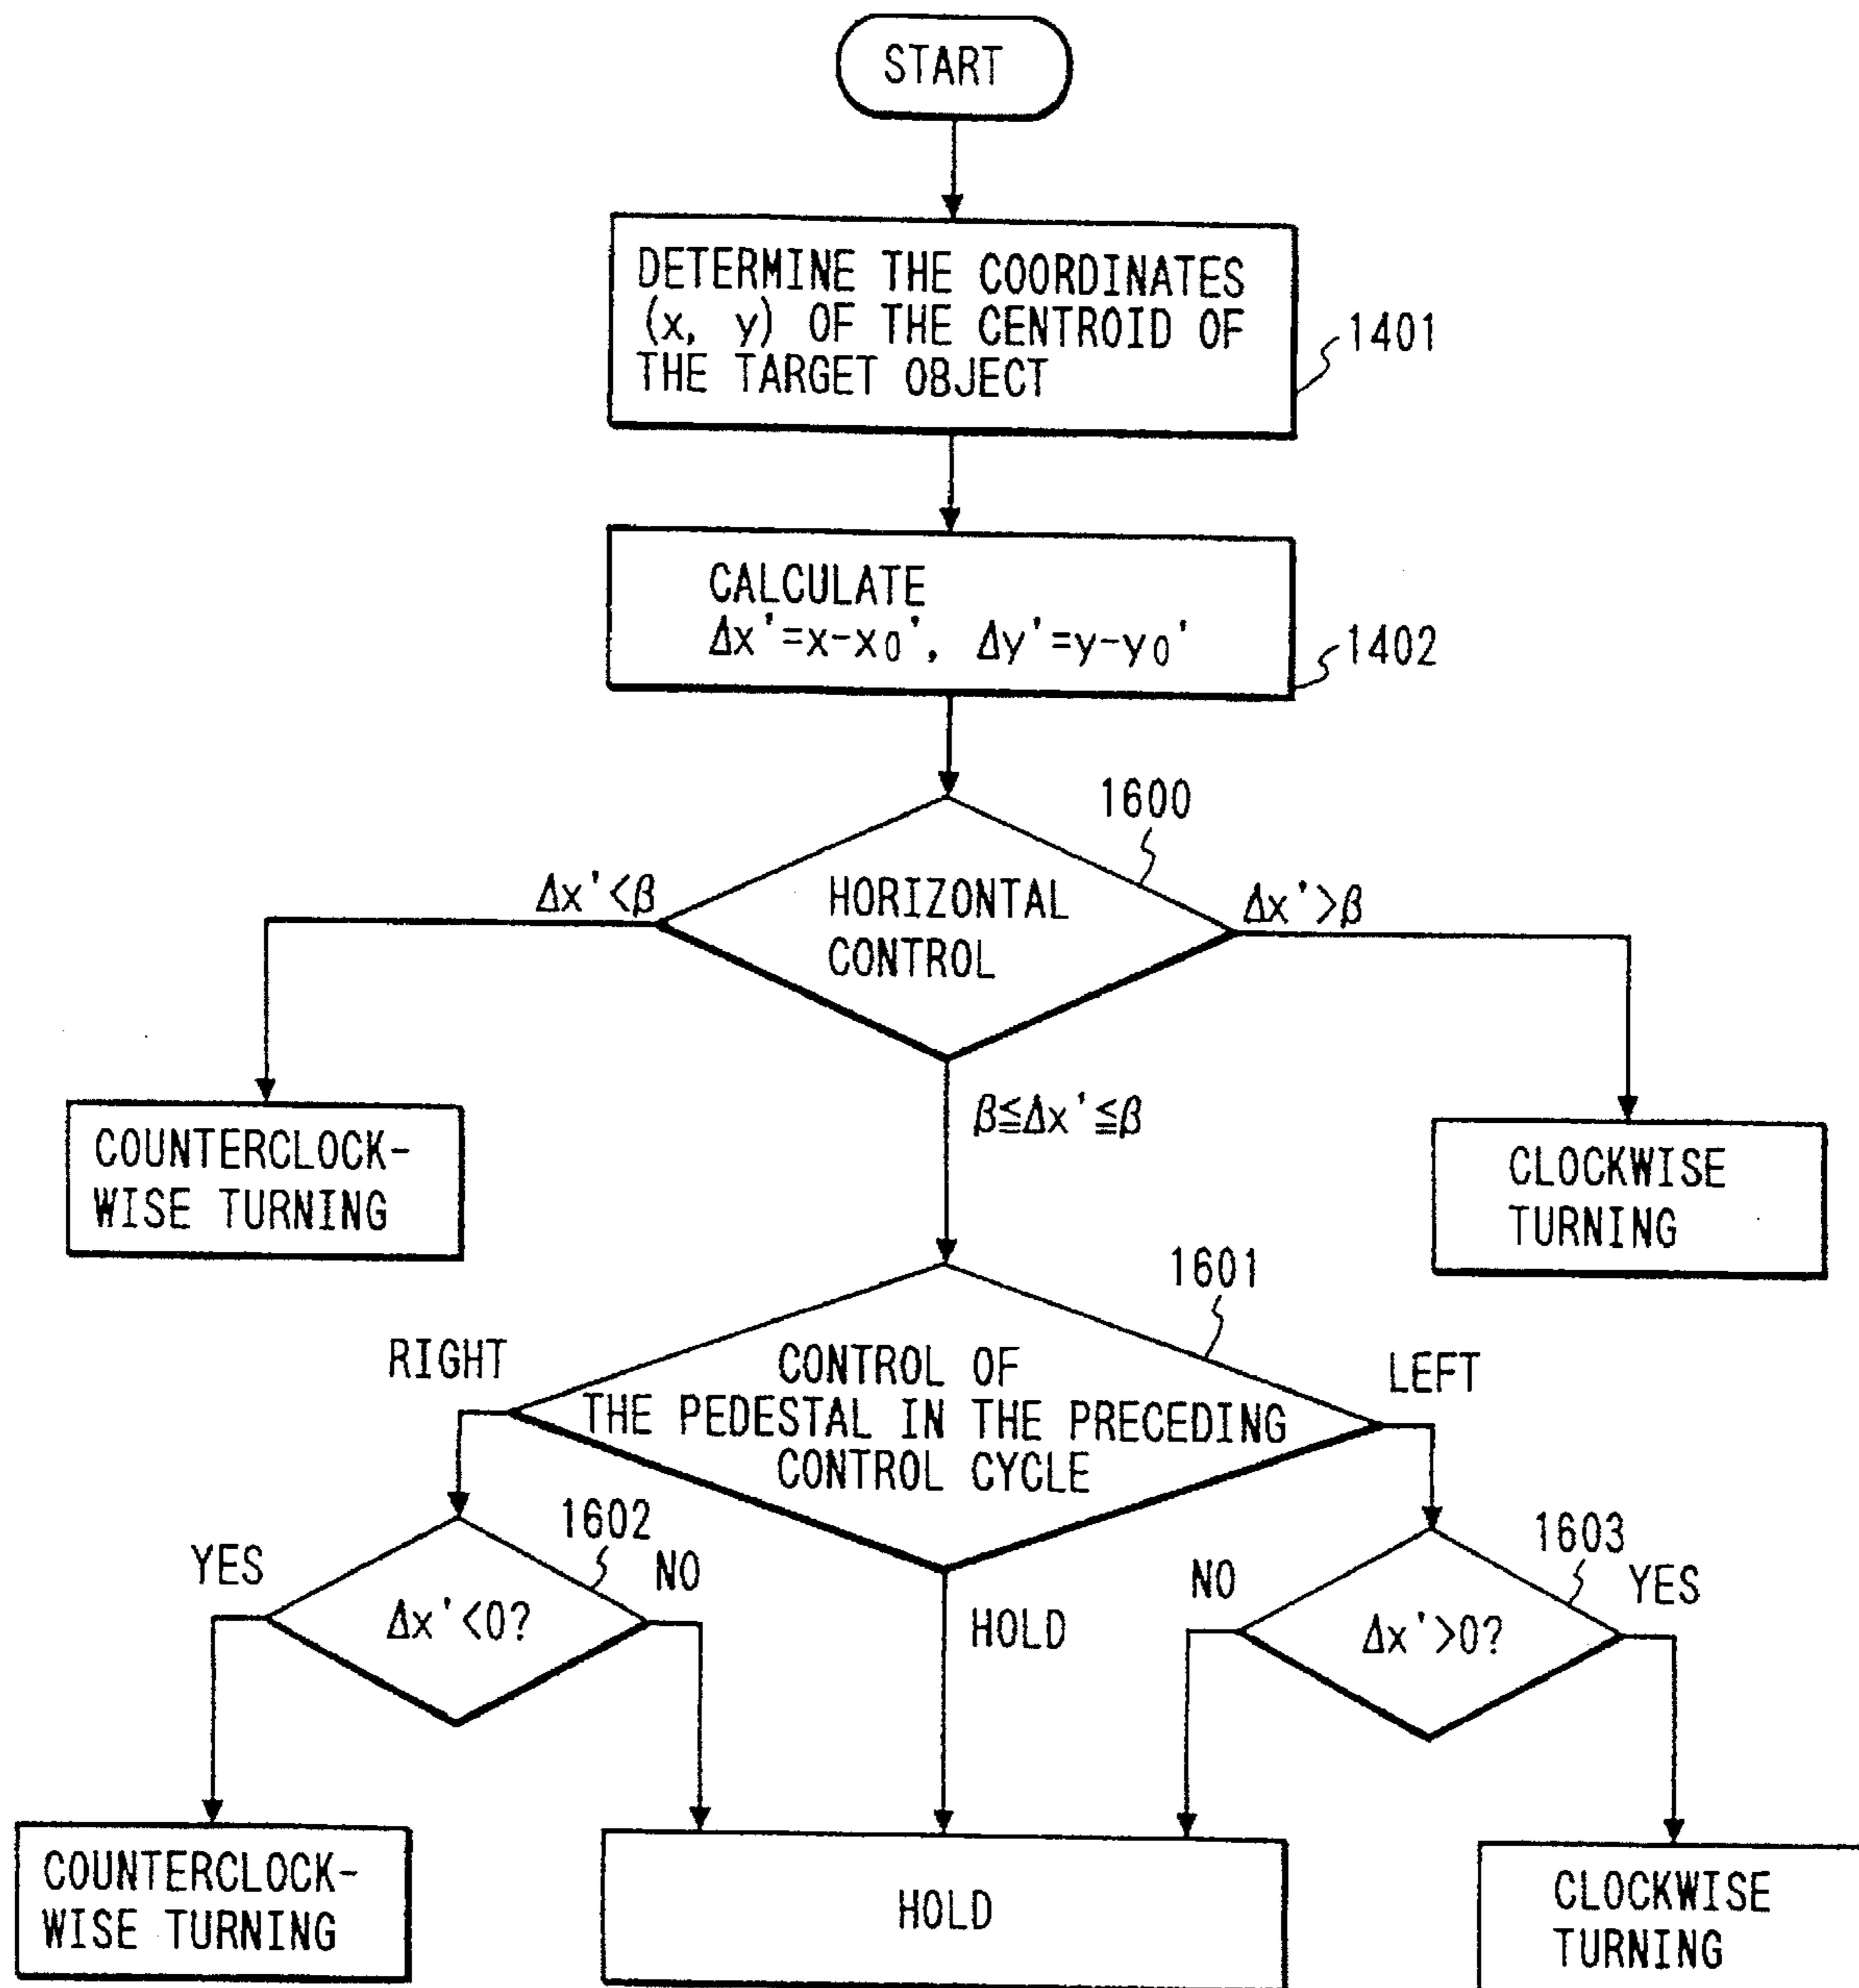 START
DETERMINE THE COORDINATES
(x, y) OF THE CENTROID OF
THE TARGET OBJECT
1401
CALCULATE
Δx'=x-x0', Δy'=y-y0'
1402
1600
Δx'<β
HORIZONTAL
CONTROL
Δx'>β
β≦Δx'≦β
COUNTERCLOCK-
WISE TURNING
CLOCKWISE
TURNING
1601
RIGHT
CONTROL OF
THE PEDESTAL IN THE PRECEDING
CONTROL CYCLE
LEFT
1602
1603
YES
Δx'<0?
NO
HOLD
NO
Δx'>0?
YES
COUNTERCLOCK-
WISE TURNING
HOLD
CLOCKWISE
TURNING